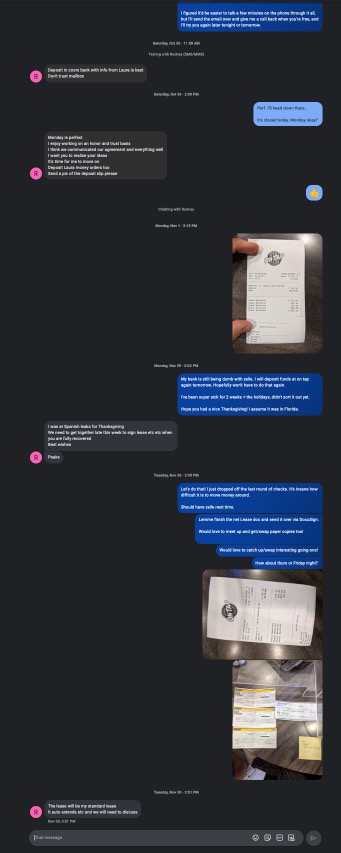 I figured it'd be easier to talk a few minutes on the phone through it all,
but I'll send the email over and give me a call back when you're free, and
I'll try you again later tonight or tomorrow.
Saturday, Oct 30 • 11:59 AM
Texting with Rodney (SMS/MMS)
Deposit in coors bank with info from Laura is best
Don't trust mailbox
R
Saturday, Oct 30 • 2:09 PM
Perf I'll head down there...
It's closed today, Monday okay?
Monday is perfect
I enjoy working on an honor and trust basis
I think we communicated our agreement and everything well
I want you to realize your ideas
It's time for me to move on
Deposit Laura money orders too
Send a pic of the deposit slip please
R
Chatting with Rodney
Monday, Nov 1 • 3:15 PM
Monday, Nov 29 • 5:02 PM
My bank is still being dumb with zelle. I will deposit funds at on tap
again tomorrow. Hopefully won't have to do that again.
I've been super sick for 2 weeks + the holidays, didn't sort it out yet.
Hope you had a nice Thanksgiving! I assume it was in Florida.
I was at Spanish leaks for Thanksgiving
We need to get together late this week to sign lease etc etc when
you are fully recovered
Best wishes
R
Peaks
Tuesday, Nov 30 • 3:40 PM
Let's do that! I just dropped off the last round of checks. It's insane how
difficult it is to move money around.
Should have zelle next time.
Lemme finish the net Lease doc and send it over via DocuSign.
Would love to meet up and get/swap paper copies too!
Would love to catch up/swap interesting going-ons!
How about thurs or Friday night?
ON TAP
Tuesday, Nov 30 • 3:51 PM
The lease will be my standard lease
It auto extends etc and we will need to discuss
R
Nov 30, 3:51 PM
Chat message